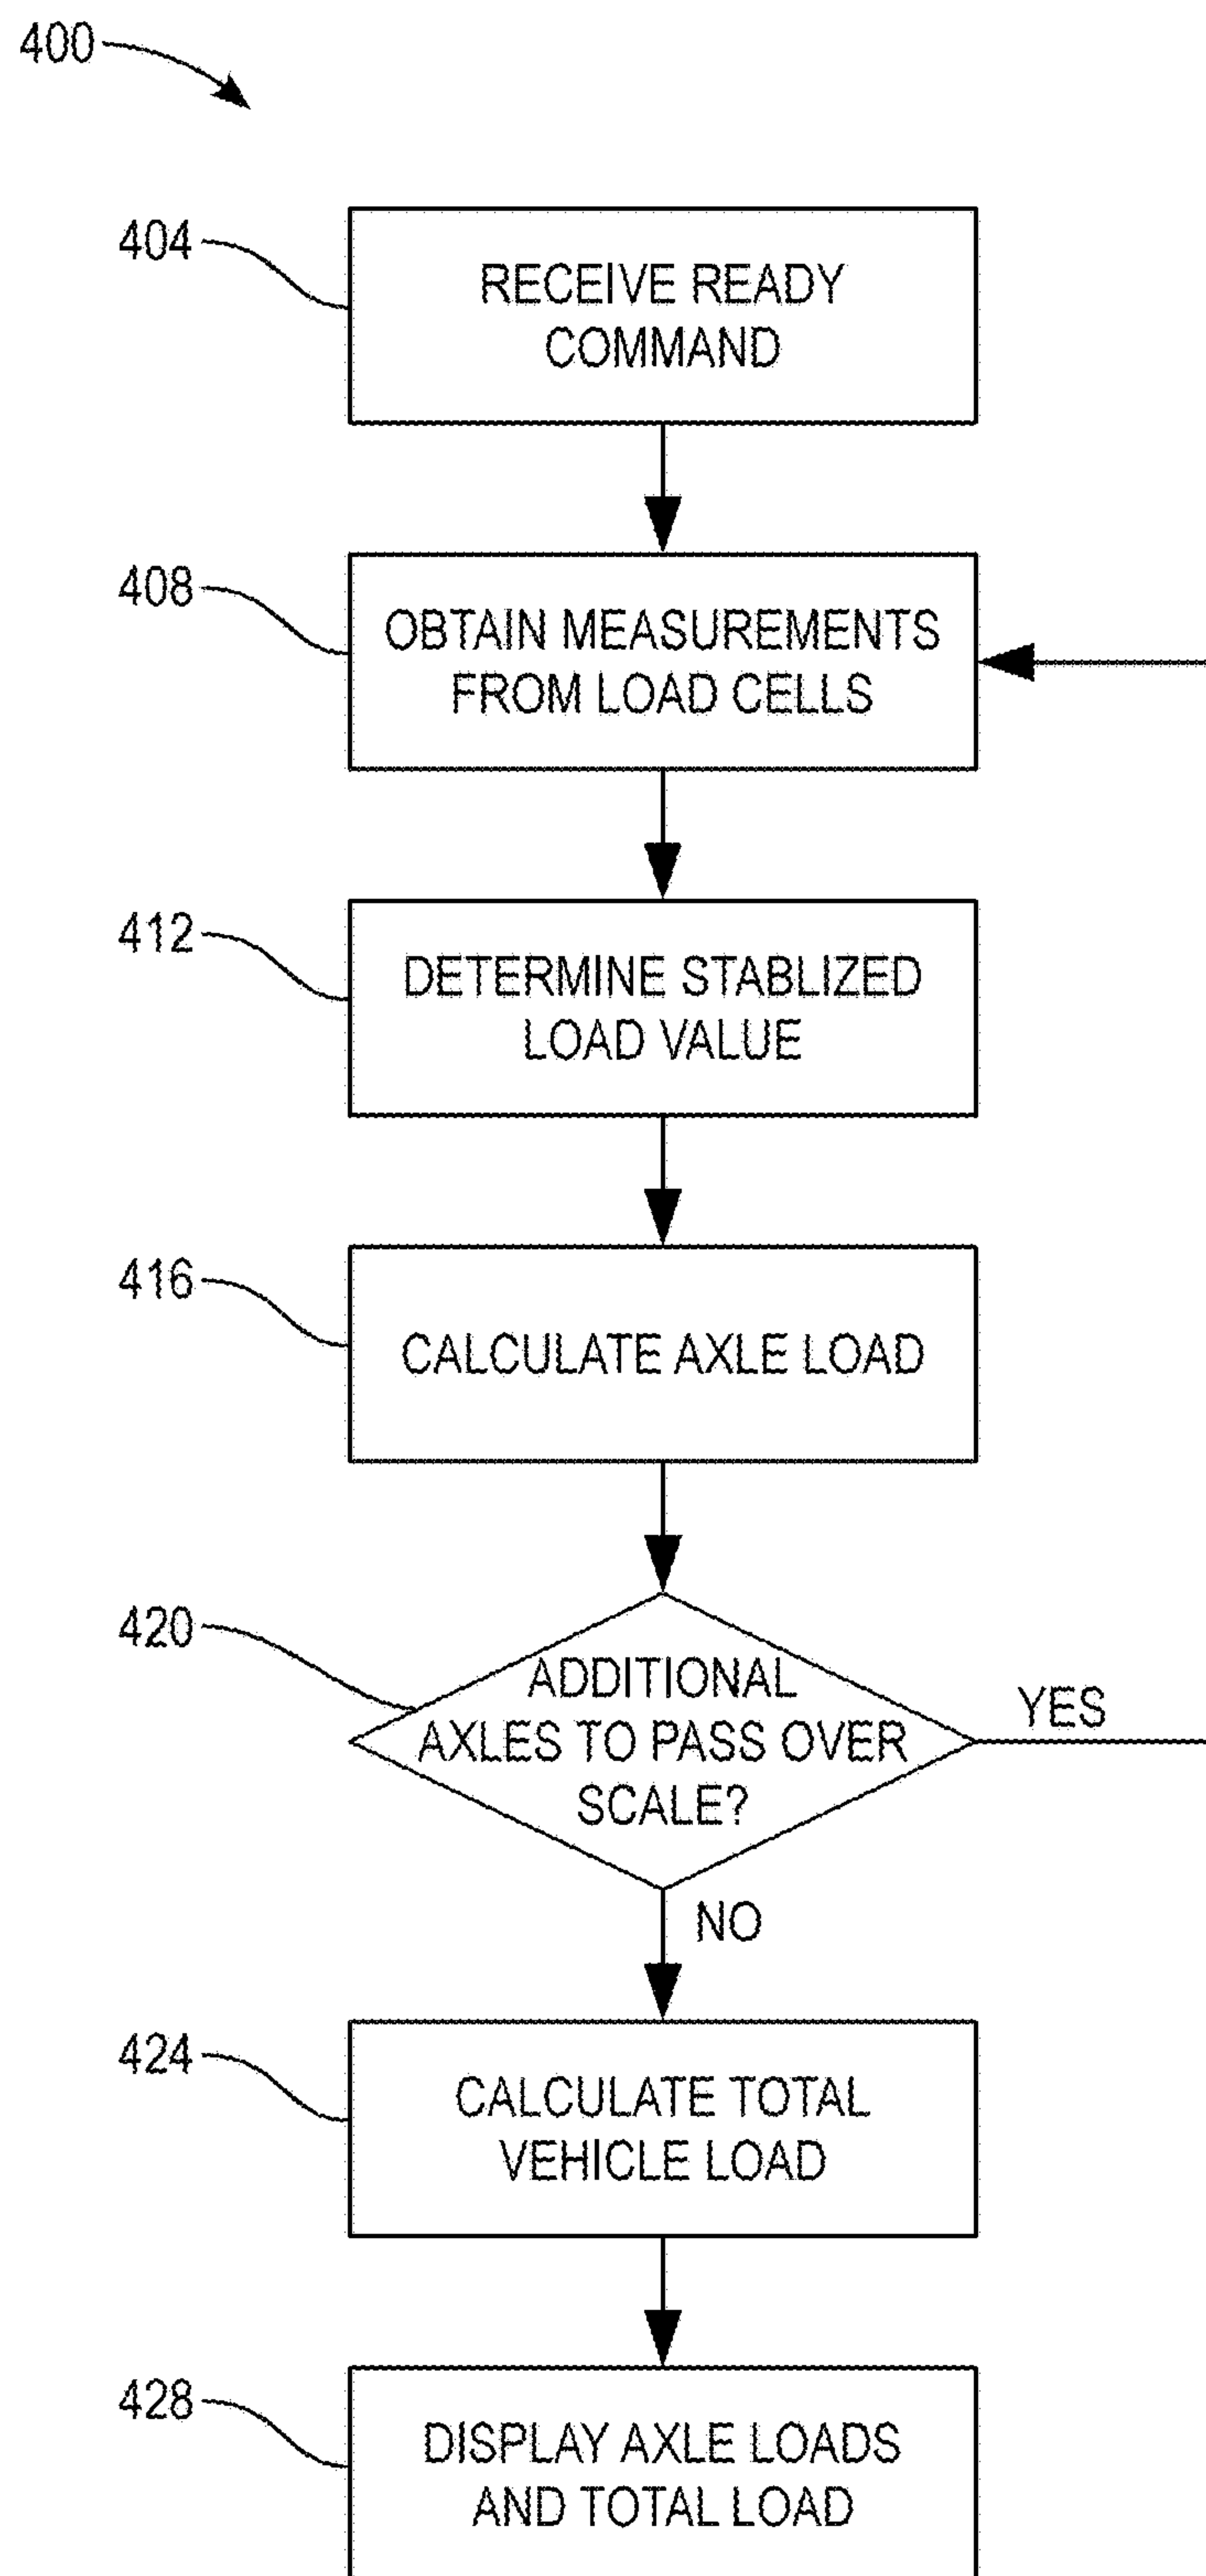 400
404
RECEIVE READY
COMMAND
408
OBTAIN MEASUREMENTS
FROM LOAD CELLS
412
DETERMINE STABLIZED
LOAD VALUE
416
CALCULATE AXLE LOAD
420
ADDITIONAL
AXLES TO PASS OVER
SCALE?
YES
NO
424
CALCULATE TOTAL
VEHICLE LOAD
428
DISPLAY AXLE LOADS
AND TOTAL LOAD